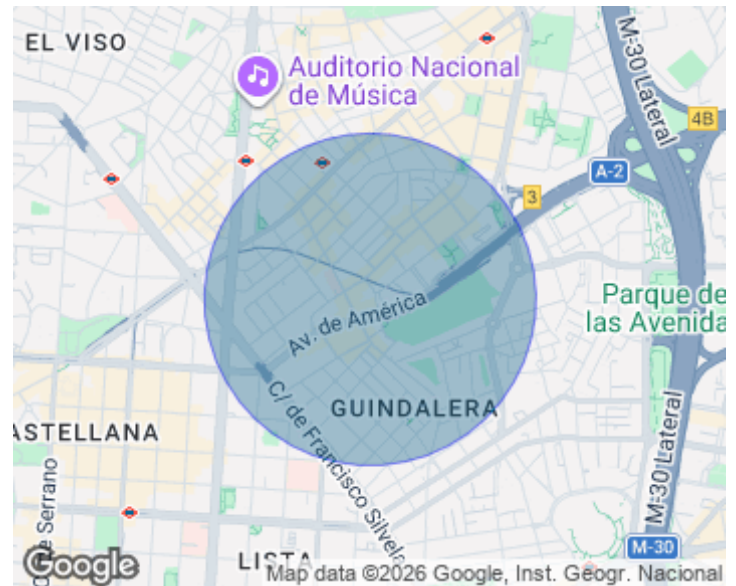 EL VISO
Auditorio Nacional
de Música
M-30 Lateral
4B
A-2
3
Parque de
las Avenida
Av. de América
GUINDALERA
C/ de Francisco Silvela
ASTELLANA
de Serrano
LISTA
M-30 Lateral
M-30
Google
Map data ©2026 Google, Inst. Geogr. Nacional